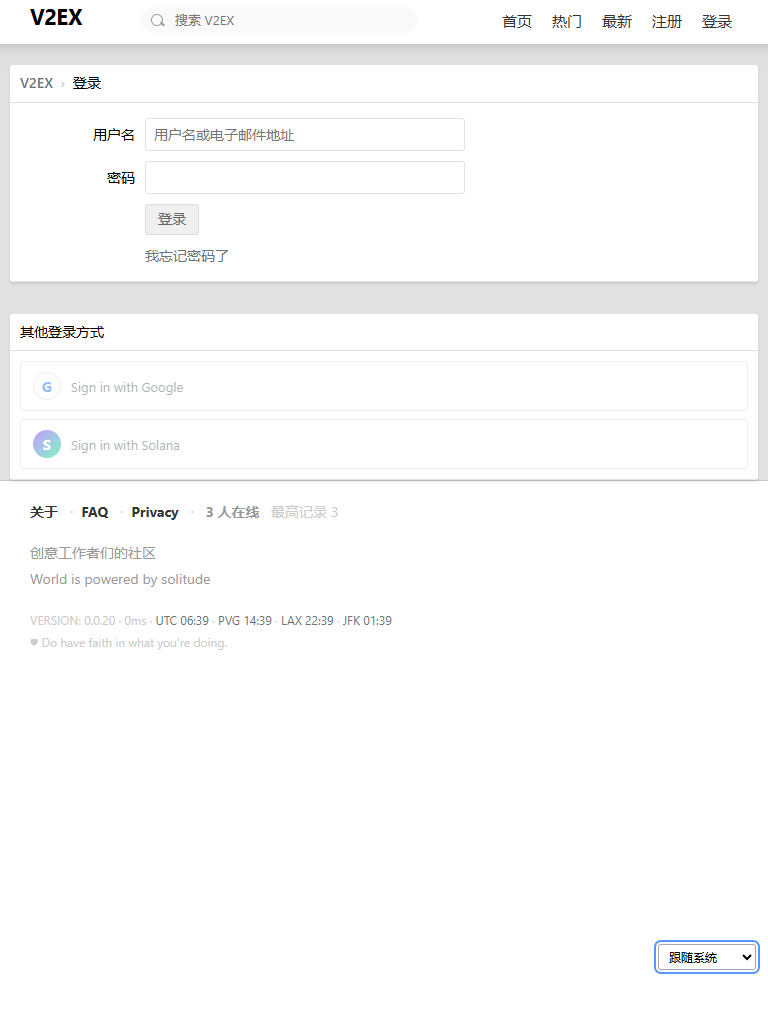 V2EX
搜索 V2EX
首页 热门 最新 注册 登录
V2EX › 登录
用户名 用户名或电子邮件地址
密码
登录
我忘记密码了
其他登录方式
G Sign in with Google
S Sign in with Solana
关于 · FAQ · Privacy · 3 人在线 最高记录 3
创意工作者们的社区
World is powered by solitude
VERSION: 0.0.20 · 0ms · UTC 06:39 · PVG 14:39 · LAX 22:39 · JFK 01:39
♥ Do have faith in what you're doing.
跟随系统